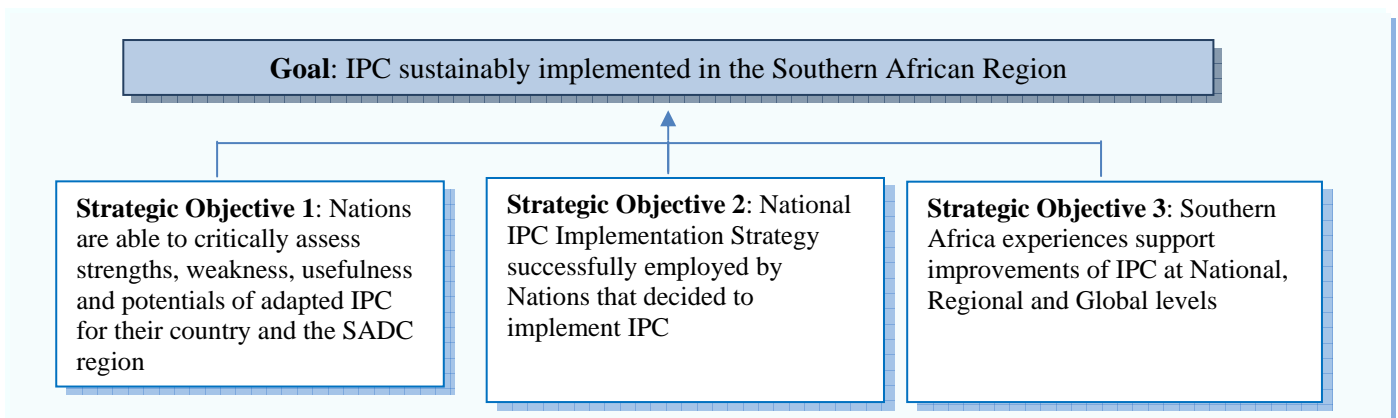 Goal: IPC sustainably implemented in the Southern African Region
Strategic Objective 1: Nations
are able to critically assess
strengths, weakness, usefulness
and potentials of adapted IPC
for their country and the SADC
region
Strategic Objective 2: National
IPC Implementation Strategy
successfully employed by
Nations that decided to
implement IPC
Strategic Objective 3: Southern
Africa experiences support
improvements of IPC at National,
Regional and Global levels